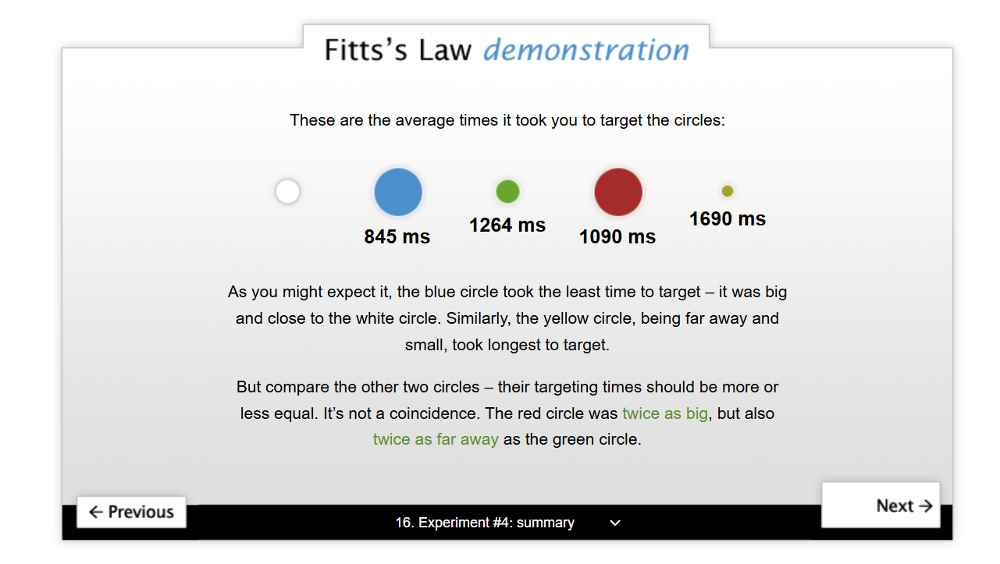 Fitts’s Law demonstration
These are the average times it took you to target the circles:
845 ms
1264 ms
1090 ms
1690 ms
As you might expect it, the blue circle took the least time to target – it was big
and close to the white circle. Similarly, the yellow circle, being far away and
small, took longest to target.
But compare the other two circles – their targeting times should be more or
less equal. It’s not a coincidence. The red circle was twice as big, but also
twice as far away as the green circle.
← Previous
16. Experiment #4: summary
Next →